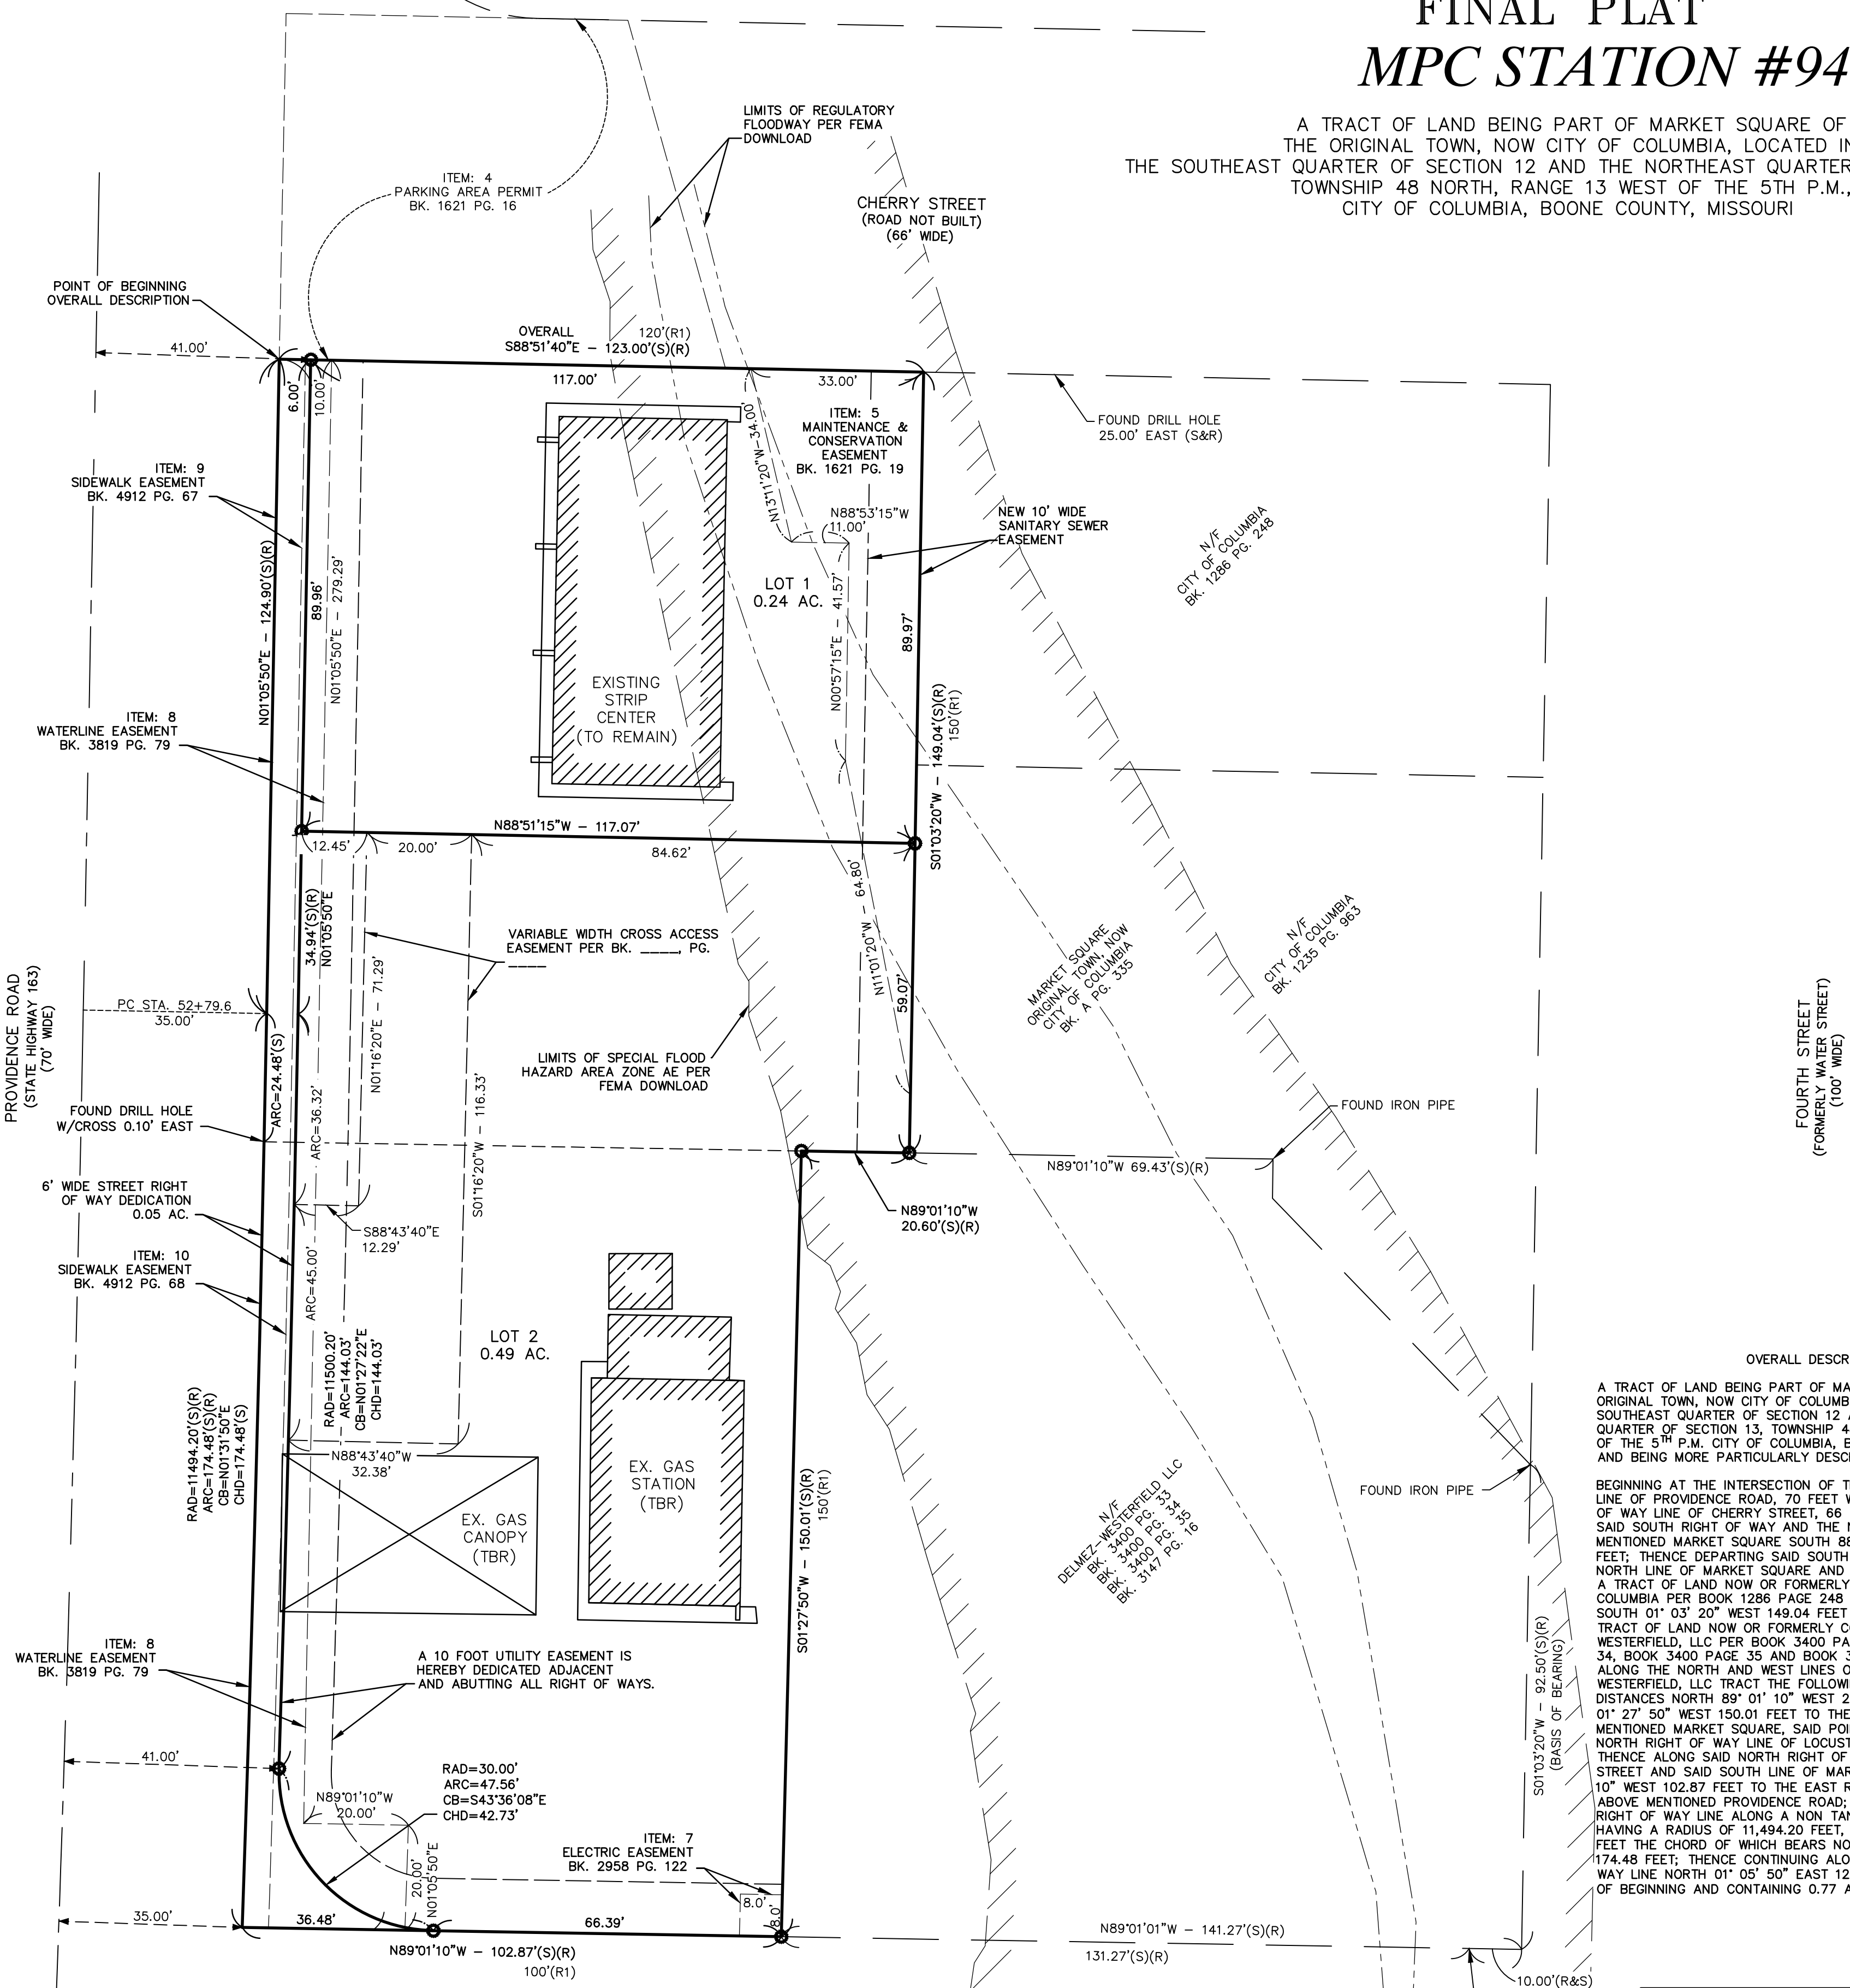 FINAL PLAT
MPC STATION #94
A TRACT OF LAND BEING PART OF MARKET SQUARE OF
THE ORIGINAL TOWN, NOW CITY OF COLUMBIA, LOCATED IN
THE SOUTHEAST QUARTER OF SECTION 12 AND THE NORTHEAST QUARTER
TOWNSHIP 48 NORTH, RANGE 13 WEST OF THE 5TH P.M.,
CITY OF COLUMBIA, BOONE COUNTY, MISSOURI
LIMITS OF REGULATORY
FLOODWAY PER FEMA
DOWNLOAD
ITEM: 4
PARKING AREA PERMIT
BK. 1621 PG. 16
CHERRY STREET
(ROAD NOT BUILT)
(66' WIDE)
POINT OF BEGINNING
OVERALL DESCRIPTION
41.00'
OVERALL
120'(R1)
S88°51'40"E - 123.00'(S)(R)
117.00'
33.00'
6.00'
10.00'
FOUND DRILL HOLE
25.00' EAST (S&R)
ITEM: 5
MAINTENANCE &
CONSERVATION
EASEMENT
BK. 1621 PG. 19
N13°11'20"W-34.00'
N88°53'15"W
11.00'
ITEM: 9
SIDEWALK EASEMENT
BK. 4912 PG. 67
NEW 10' WIDE
SANITARY SEWER
EASEMENT
N/F
CITY OF COLUMBIA
BK. 1286 PG. 248
N01°05'50"E - 124.90'(S)(R)
89.96'
N01°05'50"E - 279.29'
LOT 1
0.24 AC.
N00°57'15"E - 41.57'
89.97'
EXISTING
STRIP
CENTER
(TO REMAIN)
ITEM: 8
WATERLINE EASEMENT
BK. 3819 PG. 79
S01°03'20"W - 149.04'(S)(R)
150'(R1)
N88°51'15"W - 117.07'
12.45'
20.00'
84.62'
34.94'(S)(R)
N01°05'50"E
N11°01'20"W - 64.80'
59.07'
VARIABLE WIDTH CROSS ACCESS
EASEMENT PER BK. ____, PG.
____
N01°16'20"E - 71.29'
MARKET SQUARE
ORIGINAL TOWN, NOW
CITY OF COLUMBIA
BK. A PG. 335
N/F
CITY OF COLUMBIA
BK. 1235 PG. 963
PROVIDENCE ROAD
(STATE HIGHWAY 163)
(70' WIDE)
FOURTH STREET
(FORMERLY WATER STREET)
(100' WIDE)
PC STA. 52+79.6
35.00'
ARC=24.48'(S)
LIMITS OF SPECIAL FLOOD
HAZARD AREA ZONE AE PER
FEMA DOWNLOAD
FOUND DRILL HOLE
W/CROSS 0.10' EAST
ARC=36.32'
S01°16'20"W - 116.33'
FOUND IRON PIPE
N89°01'10"W 69.43'(S)(R)
6' WIDE STREET RIGHT
OF WAY DEDICATION
0.05 AC.
N89°01'10"W
20.60'(S)(R)
S88°43'40"E
12.29'
ITEM: 10
SIDEWALK EASEMENT
BK. 4912 PG. 68
ARC=45.00'
LOT 2
0.49 AC.
RAD=11500.20'
ARC=144.03'
CB=N01°27'22"E
CHD=144.03'
RAD=11494.20'(S)(R)
ARC=174.48'(S)(R)
CB=N01°31'50"E
CHD=174.48'(S)
N88°43'40"W
32.38'
EX. GAS
STATION
(TBR)
EX. GAS
CANOPY
(TBR)
S01°27'50"W - 150.01'(S)(R)
150'(R1)
N/F
DELMEZ-WESTERFIELD LLC
BK. 3400 PG. 33
BK. 3400 PG. 34
BK. 3400 PG. 35
BK. 3147 PG. 16
FOUND IRON PIPE
ITEM: 8
WATERLINE EASEMENT
BK. 3819 PG. 79
A 10 FOOT UTILITY EASEMENT IS
HEREBY DEDICATED ADJACENT
AND ABUTTING ALL RIGHT OF WAYS.
S01°03'20"W - 92.50'(S)(R)
(BASIS OF BEARING)
41.00'
RAD=30.00'
ARC=47.56'
CB=S43°36'08"E
CHD=42.73'
N89°01'10"W
20.00'
20.00'
N01°05'50"E
ITEM: 7
ELECTRIC EASEMENT
BK. 2958 PG. 122
8.0'
8.0'
35.00'
36.48'
66.39'
N89°01'10"W - 102.87'(S)(R)
100'(R1)
N89°01'01"W - 141.27'(S)(R)
131.27'(S)(R)
10.00'(R&S)
OVERALL DESCR
A TRACT OF LAND BEING PART OF MA
ORIGINAL TOWN, NOW CITY OF COLUMB
SOUTHEAST QUARTER OF SECTION 12 A
QUARTER OF SECTION 13, TOWNSHIP 4
OF THE 5TH P.M. CITY OF COLUMBIA, B
AND BEING MORE PARTICULARLY DESC
BEGINNING AT THE INTERSECTION OF T
LINE OF PROVIDENCE ROAD, 70 FEET W
OF WAY LINE OF CHERRY STREET, 66
SAID SOUTH RIGHT OF WAY AND THE N
MENTIONED MARKET SQUARE SOUTH 88
FEET; THENCE DEPARTING SAID SOUTH
NORTH LINE OF MARKET SQUARE AND
A TRACT OF LAND NOW OR FORMERLY
COLUMBIA PER BOOK 1286 PAGE 248
SOUTH 01° 03' 20" WEST 149.04 FEET
TRACT OF LAND NOW OR FORMERLY CO
WESTERFIELD, LLC PER BOOK 3400 PA
34, BOOK 3400 PAGE 35 AND BOOK 3
ALONG THE NORTH AND WEST LINES O
WESTERFIELD, LLC TRACT THE FOLLOWI
DISTANCES NORTH 89° 01' 10" WEST 2
01° 27' 50" WEST 150.01 FEET TO THE
MENTIONED MARKET SQUARE, SAID POI
NORTH RIGHT OF WAY LINE OF LOCUST
THENCE ALONG SAID NORTH RIGHT OF
STREET AND SAID SOUTH LINE OF MAR
10" WEST 102.87 FEET TO THE EAST R
ABOVE MENTIONED PROVIDENCE ROAD;
RIGHT OF WAY LINE ALONG A NON TAN
HAVING A RADIUS OF 11,494.20 FEET,
FEET THE CHORD OF WHICH BEARS NO
174.48 FEET; THENCE CONTINUING ALO
WAY LINE NORTH 01° 05' 50" EAST 12
OF BEGINNING AND CONTAINING 0.77 A